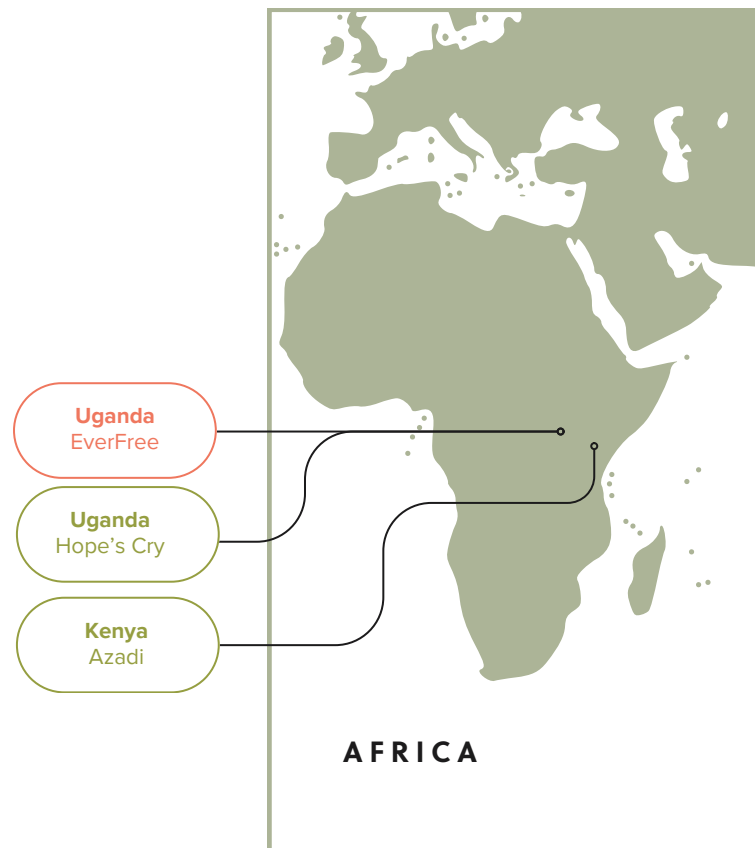 Uganda
EverFree
Uganda
Hope's Cry
Kenya
Azadi
AFRICA